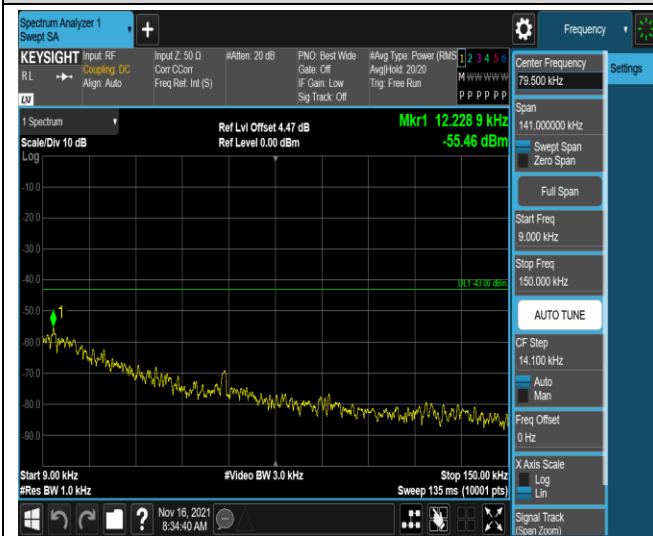 Spectrum Analyzer 1
Swept SA
+
Frequency
KEYSIGHT
RL
LXI
Input: RF
Coupling: DC
Align: Auto
Input Z: 50 Ω
Corr CCorr
Freq Ref: Int (S)
#Atten: 20 dB
PNO: Best Wide
Gate: Off
IF Gain: Low
Sig Track: Off
#Avg Type: Power (RMS
Avg|Hold: 20/20
Trig: Free Run
1 2 3 4 5 6
M W W W W W
P P P P P P
Center Frequency
79.500 kHz
Settings
Span
141.000000 kHz
Swept Span
Zero Span
Full Span
Start Freq
9.000 kHz
Stop Freq
150.000 kHz
AUTO TUNE
CF Step
14.100 kHz
Auto
Man
Freq Offset
0 Hz
X Axis Scale
Log
Lin
Signal Track
(Span Zoom)
1 Spectrum
Scale/Div 10 dB
Log
Ref Lvl Offset 4.47 dB
Ref Level 0.00 dBm
Mkr1 12.228 9 kHz
-55.46 dBm
-10.0
-20.0
-30.0
-40.0
DL1 -43.00 dBm
-50.0
1
-60.0
-70.0
-80.0
-90.0
Start 9.00 kHz
#Res BW 1.0 kHz
#Video BW 3.0 kHz
Stop 150.00 kHz
Sweep 135 ms (10001 pts)
?
Nov 16, 2021
8:34:40 AM